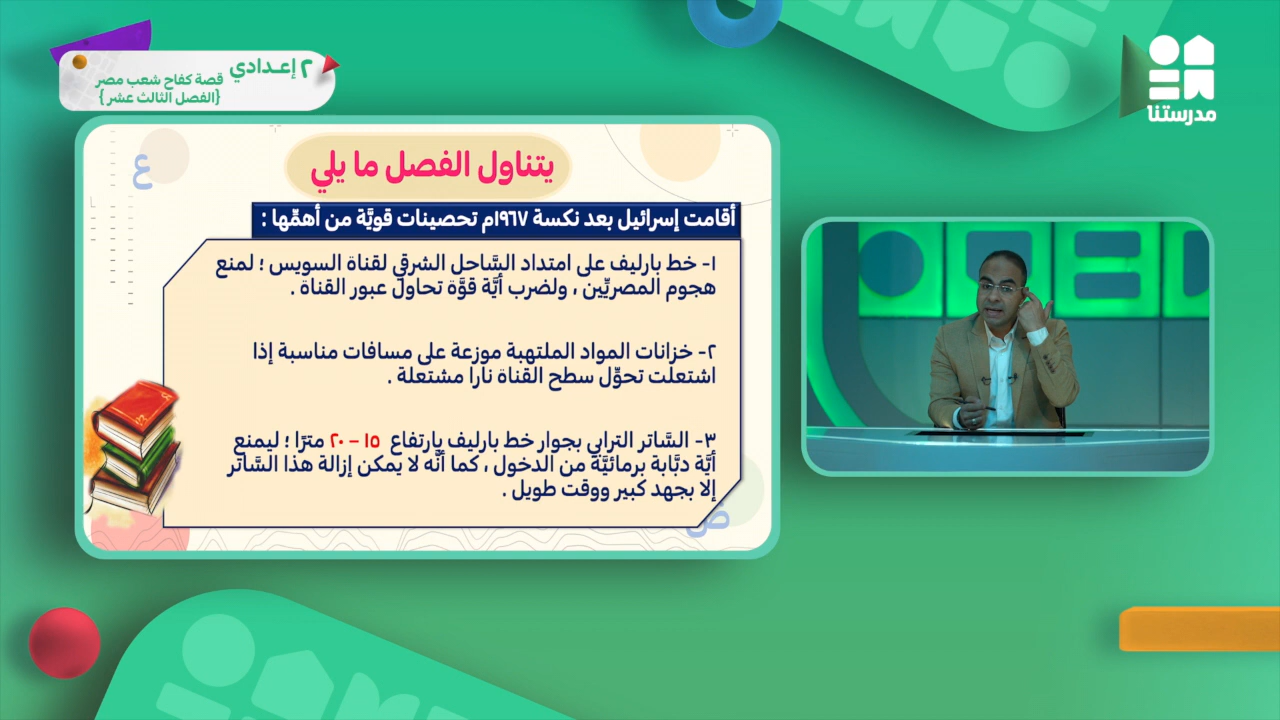 ٢ إعـدادي
قصة كفاح شعب مصر
{الفصل الثالث عشر}
مدرستنا
يتناول الفصل ما يلي
أقامت إسرائيل بعد نكسة ١٩٦٧م تحصينات قويَّة من أهمِّها :
١- خط بارليف على امتداد السَّاحل الشرقي لقناة السويس ؛ لمنع
هجوم المصريِّين ، ولضرب أيَّة قوَّة تحاول عبور القناة .
٢- خزانات المواد الملتهبة موزعة على مسافات مناسبة إذا
اشتعلت تحوِّل سطح القناة نارا مشتعلة .
٣- السَّاتر الترابي بجوار خط بارليف بارتفاع ١٥ – ٢٠ مترًا ؛ ليمنع
أيَّة دبَّابة برمائيَّة من الدخول ، كما أنَّه لا يمكن إزالة هذا السَّاتر
إلا بجهد كبير ووقت طويل .
ع
ض